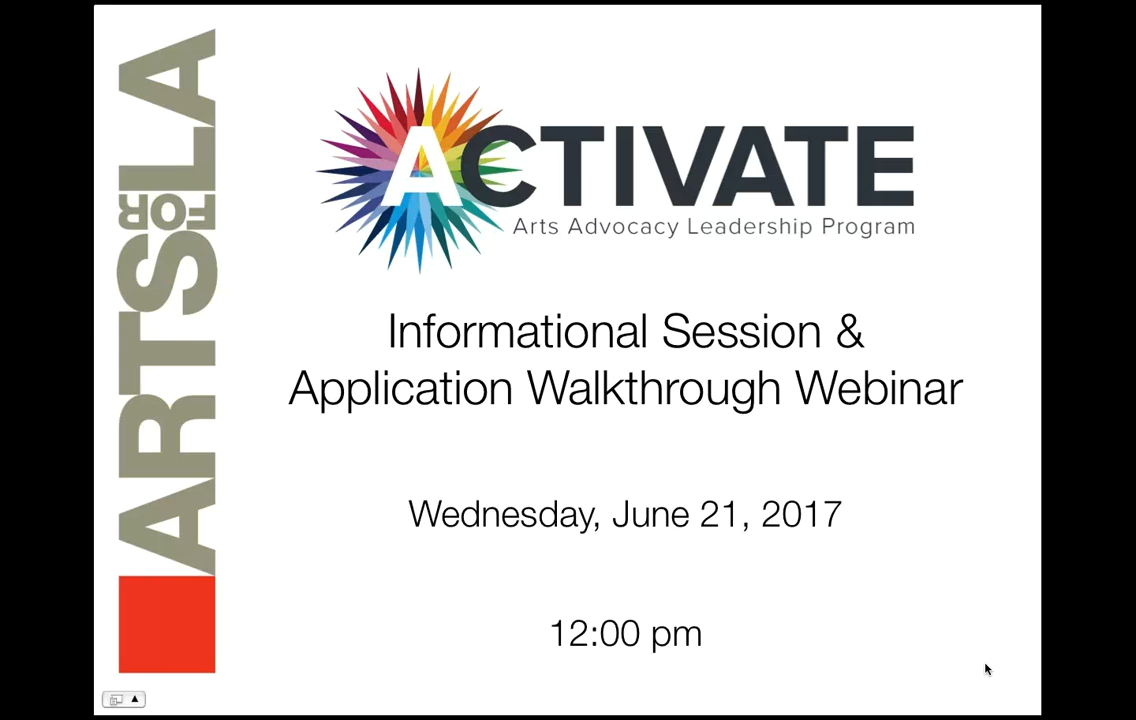 ARTS FOR LA
ACTIVATE
Arts Advocacy Leadership Program
Informational Session &
Application Walkthrough Webinar
Wednesday, June 21, 2017
12:00 pm